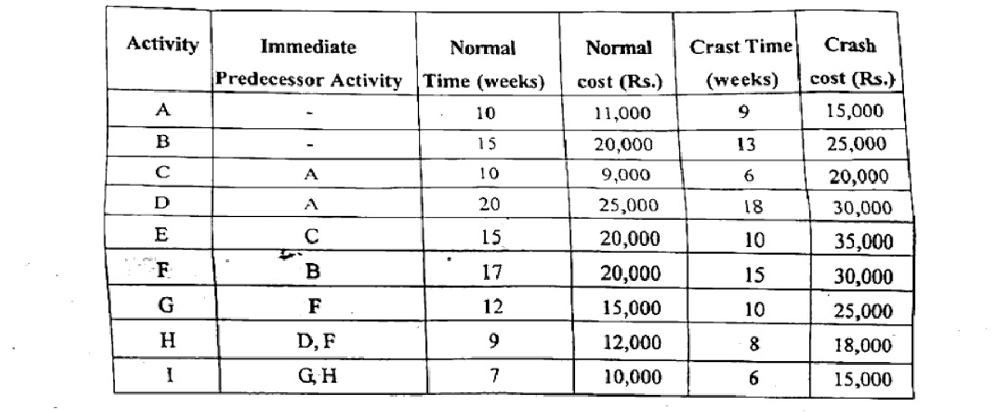 Activity Immediate Predecessor Activity Normal Time (weeks) Normal cost (Rs.) Crast Time (weeks) Crash cost (Rs.)
A - 10 11,000 9 15,000
B - 15 20,000 13 25,000
C A 10 9,000 6 20,000
D A 20 25,000 18 30,000
E C 15 20,000 10 35,000
F B 17 20,000 15 30,000
G F 12 15,000 10 25,000
H D, F 9 12,000 8 18,000
I G, H 7 10,000 6 15,000